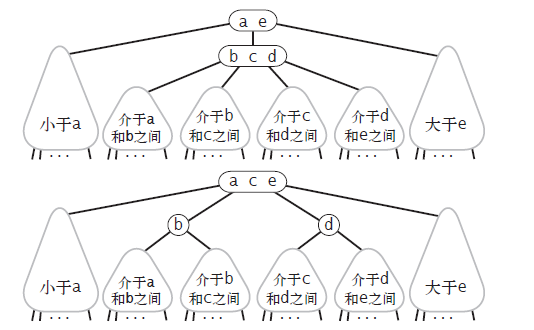 a e
b c d
小于a
介于a
和b之间
介于b
和c之间
介于c
和d之间
介于d
和e之间
大于e
...
...
...
...
...
...
a c e
b
d
小于a
介于a
和b之间
介于b
和c之间
介于c
和d之间
介于d
和e之间
大于e
...
...
...
...
...
...